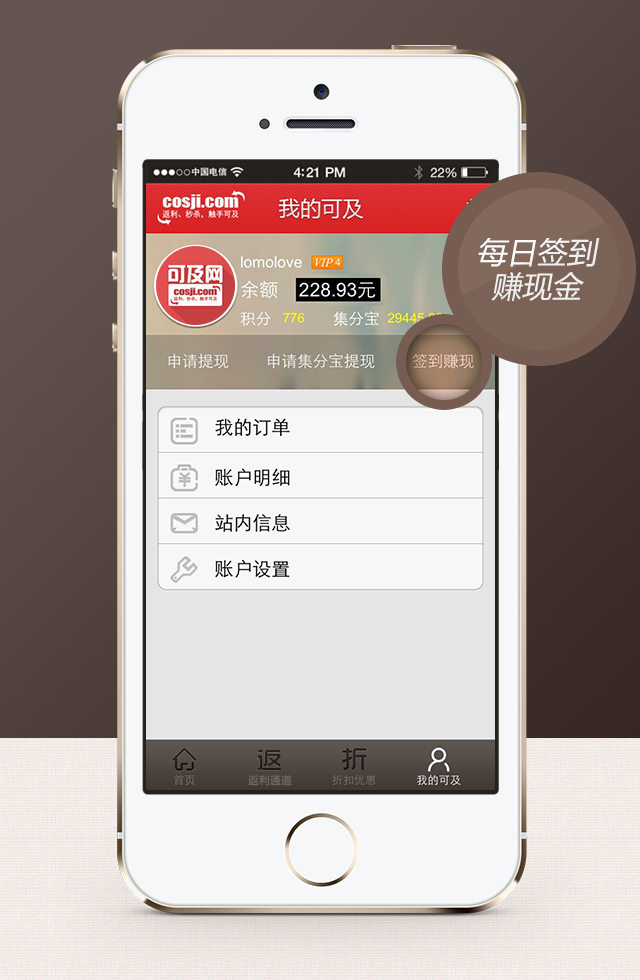 中国电信
4:21 PM
22%
cosji.com
返利、秒杀，触手可及
我的可及
每日签到
赚现金
可及网
cosji.com
返利、秒杀，触手可及
lomolove
VIP 4
余额 228.93元
积分 776 集分宝 29445
申请提现 申请集分宝提现 签到赚现
我的订单
账户明细
站内信息
账户设置
返
折
首页 返利通道 折扣优惠 我的可及